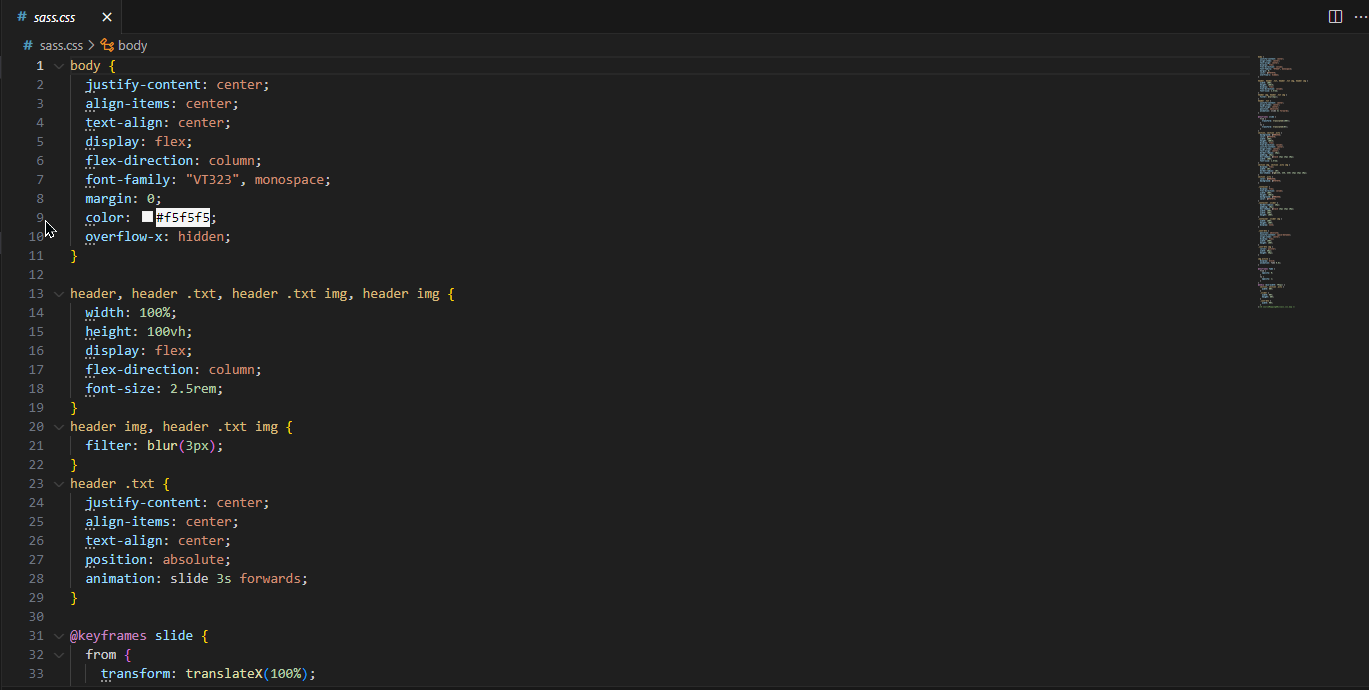 # sass.css ×
# sass.css > body
1 body {
2 justify-content: center;
3 align-items: center;
4 text-align: center;
5 display: flex;
6 flex-direction: column;
7 font-family: "VT323", monospace;
8 margin: 0;
9 color: #f5f5f5;
10 overflow-x: hidden;
11 }
12
13 header, header .txt, header .txt img, header img {
14 width: 100%;
15 height: 100vh;
16 display: flex;
17 flex-direction: column;
18 font-size: 2.5rem;
19 }
20 header img, header .txt img {
21 filter: blur(3px);
22 }
23 header .txt {
24 justify-content: center;
25 align-items: center;
26 text-align: center;
27 position: absolute;
28 animation: slide 3s forwards;
29 }
30
31 @keyframes slide {
32 from {
33 transform: translateX(100%);